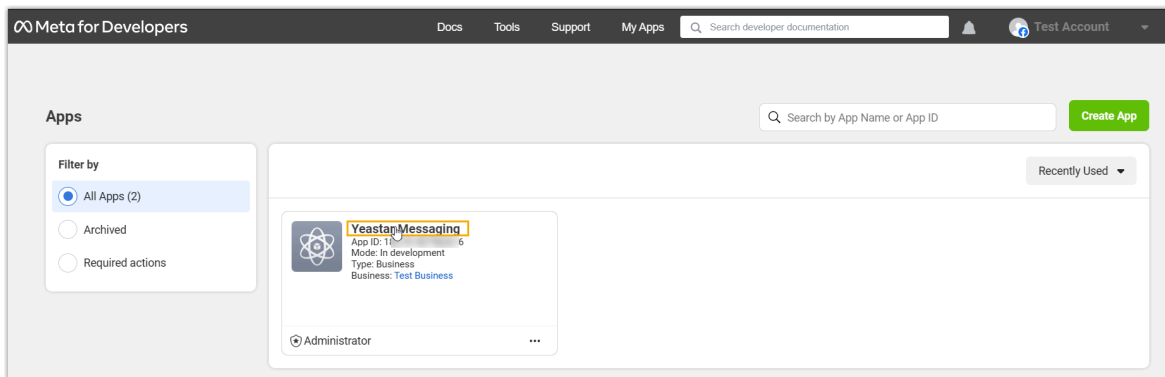 Meta for Developers
Docs
Tools
Support
My Apps
Search developer documentation
Test Account
Apps
Search by App Name or App ID
Create App
Filter by
All Apps (2)
Archived
Required actions
Recently Used
Yeastar Messaging
App ID: 1 6
Mode: In development
Type: Business
Business: Test Business
Administrator